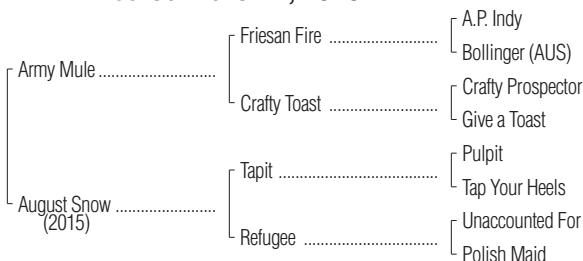 A.P. Indy
Friesan Fire ..............................
Bollinger (AUS)
Army Mule ..............................
Crafty Prospector
Crafty Toast ..............................
Give a Toast
Pulpit
Tapit ..............................
Tap Your Heels
August Snow ..............................
(2015)
Unaccounted For
Refugee ..............................
Polish Maid